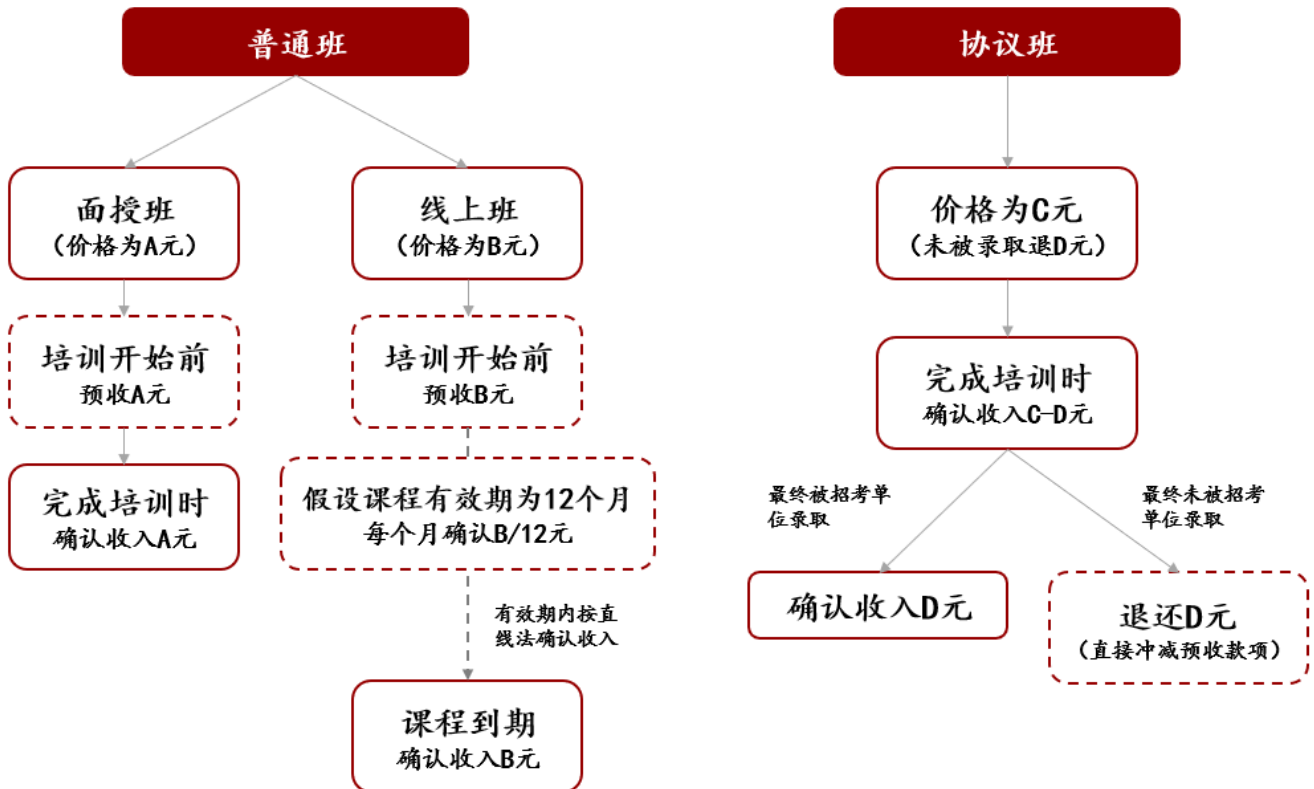 普通班
面授班
（价格为A元）
培训开始前
预收A元
完成培训时
确认收入A元
线上班
（价格为B元）
培训开始前
预收B元
假设课程有效期为12个月
每个月确认B/12元
有效期内按直
线法确认收入
课程到期
确认收入B元
协议班
价格为C元
（未被录取退D元）
完成培训时
确认收入C-D元
最终被招考单
位录取
确认收入D元
最终未被招考
单位录取
退还D元
（直接冲减预收款项）